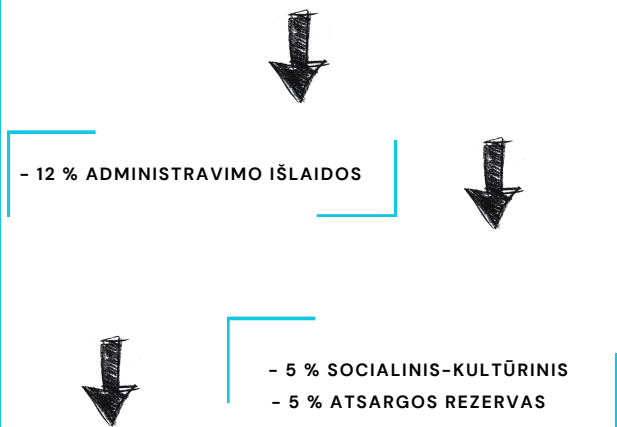 - 12 % ADMINISTRAVIMO IŠLAIDOS
- 5 % SOCIALINIS-KULTŪRINIS
- 5 % ATSARGOS REZERVAS